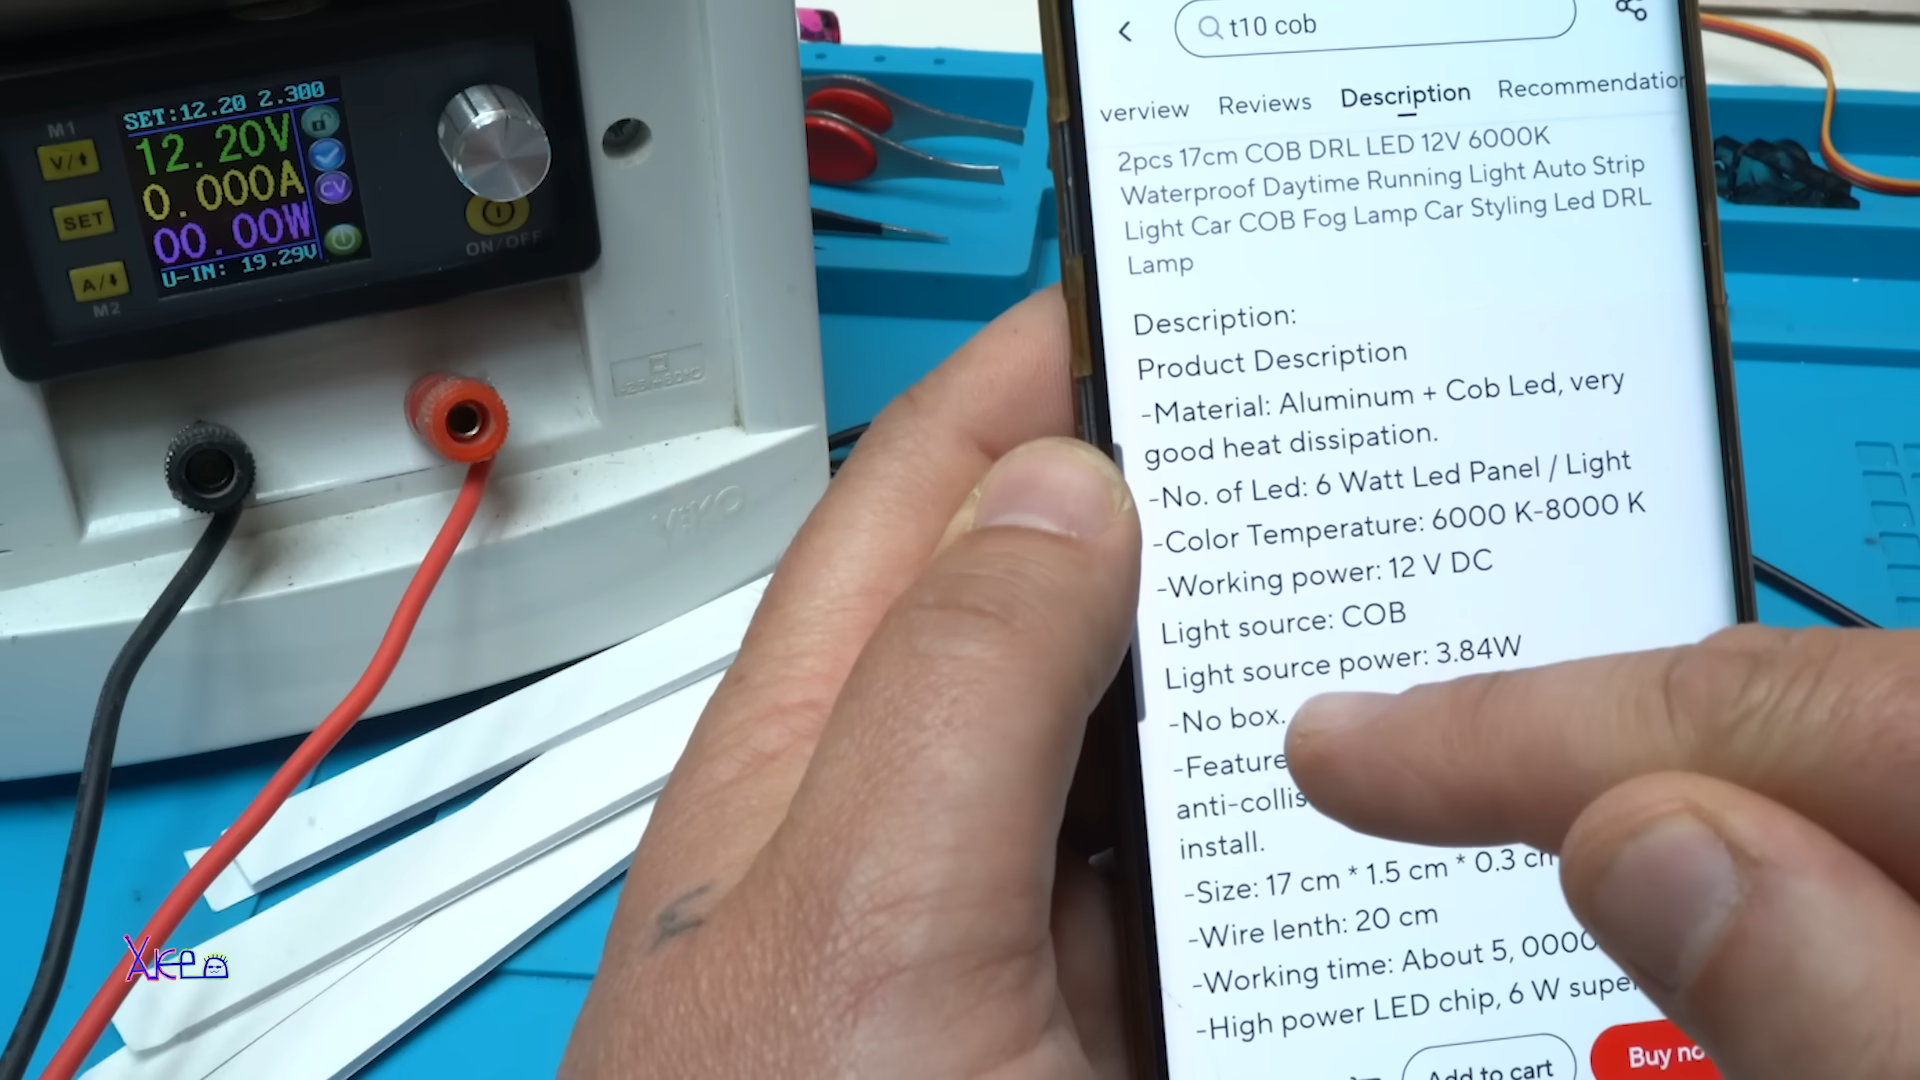 M1
V/⬆
SET
A/⬇
M2
SET:12.20 2.300
12.20V
0.000A
00.00W
U-IN: 19.29V
CV
ON/OFF
-25/+60°C
t10 cob
verview Reviews Description Recommendation
2pcs 17cm COB DRL LED 12V 6000K
Waterproof Daytime Running Light Auto Strip
Light Car COB Fog Lamp Car Styling Led DRL
Lamp
Description:
Product Description
-Material: Aluminum + Cob Led, very
good heat dissipation.
-No. of Led: 6 Watt Led Panel / Light
-Color Temperature: 6000 K-8000 K
-Working power: 12 V DC
Light source: COB
Light source power: 3.84W
-No box.
-Feature
anti-collis
install.
-Size: 17 cm * 1.5 cm * 0.3 cm
-Wire lenth: 20 cm
-Working time: About 5, 0000
-High power LED chip, 6 W super
Add to cart
Buy no